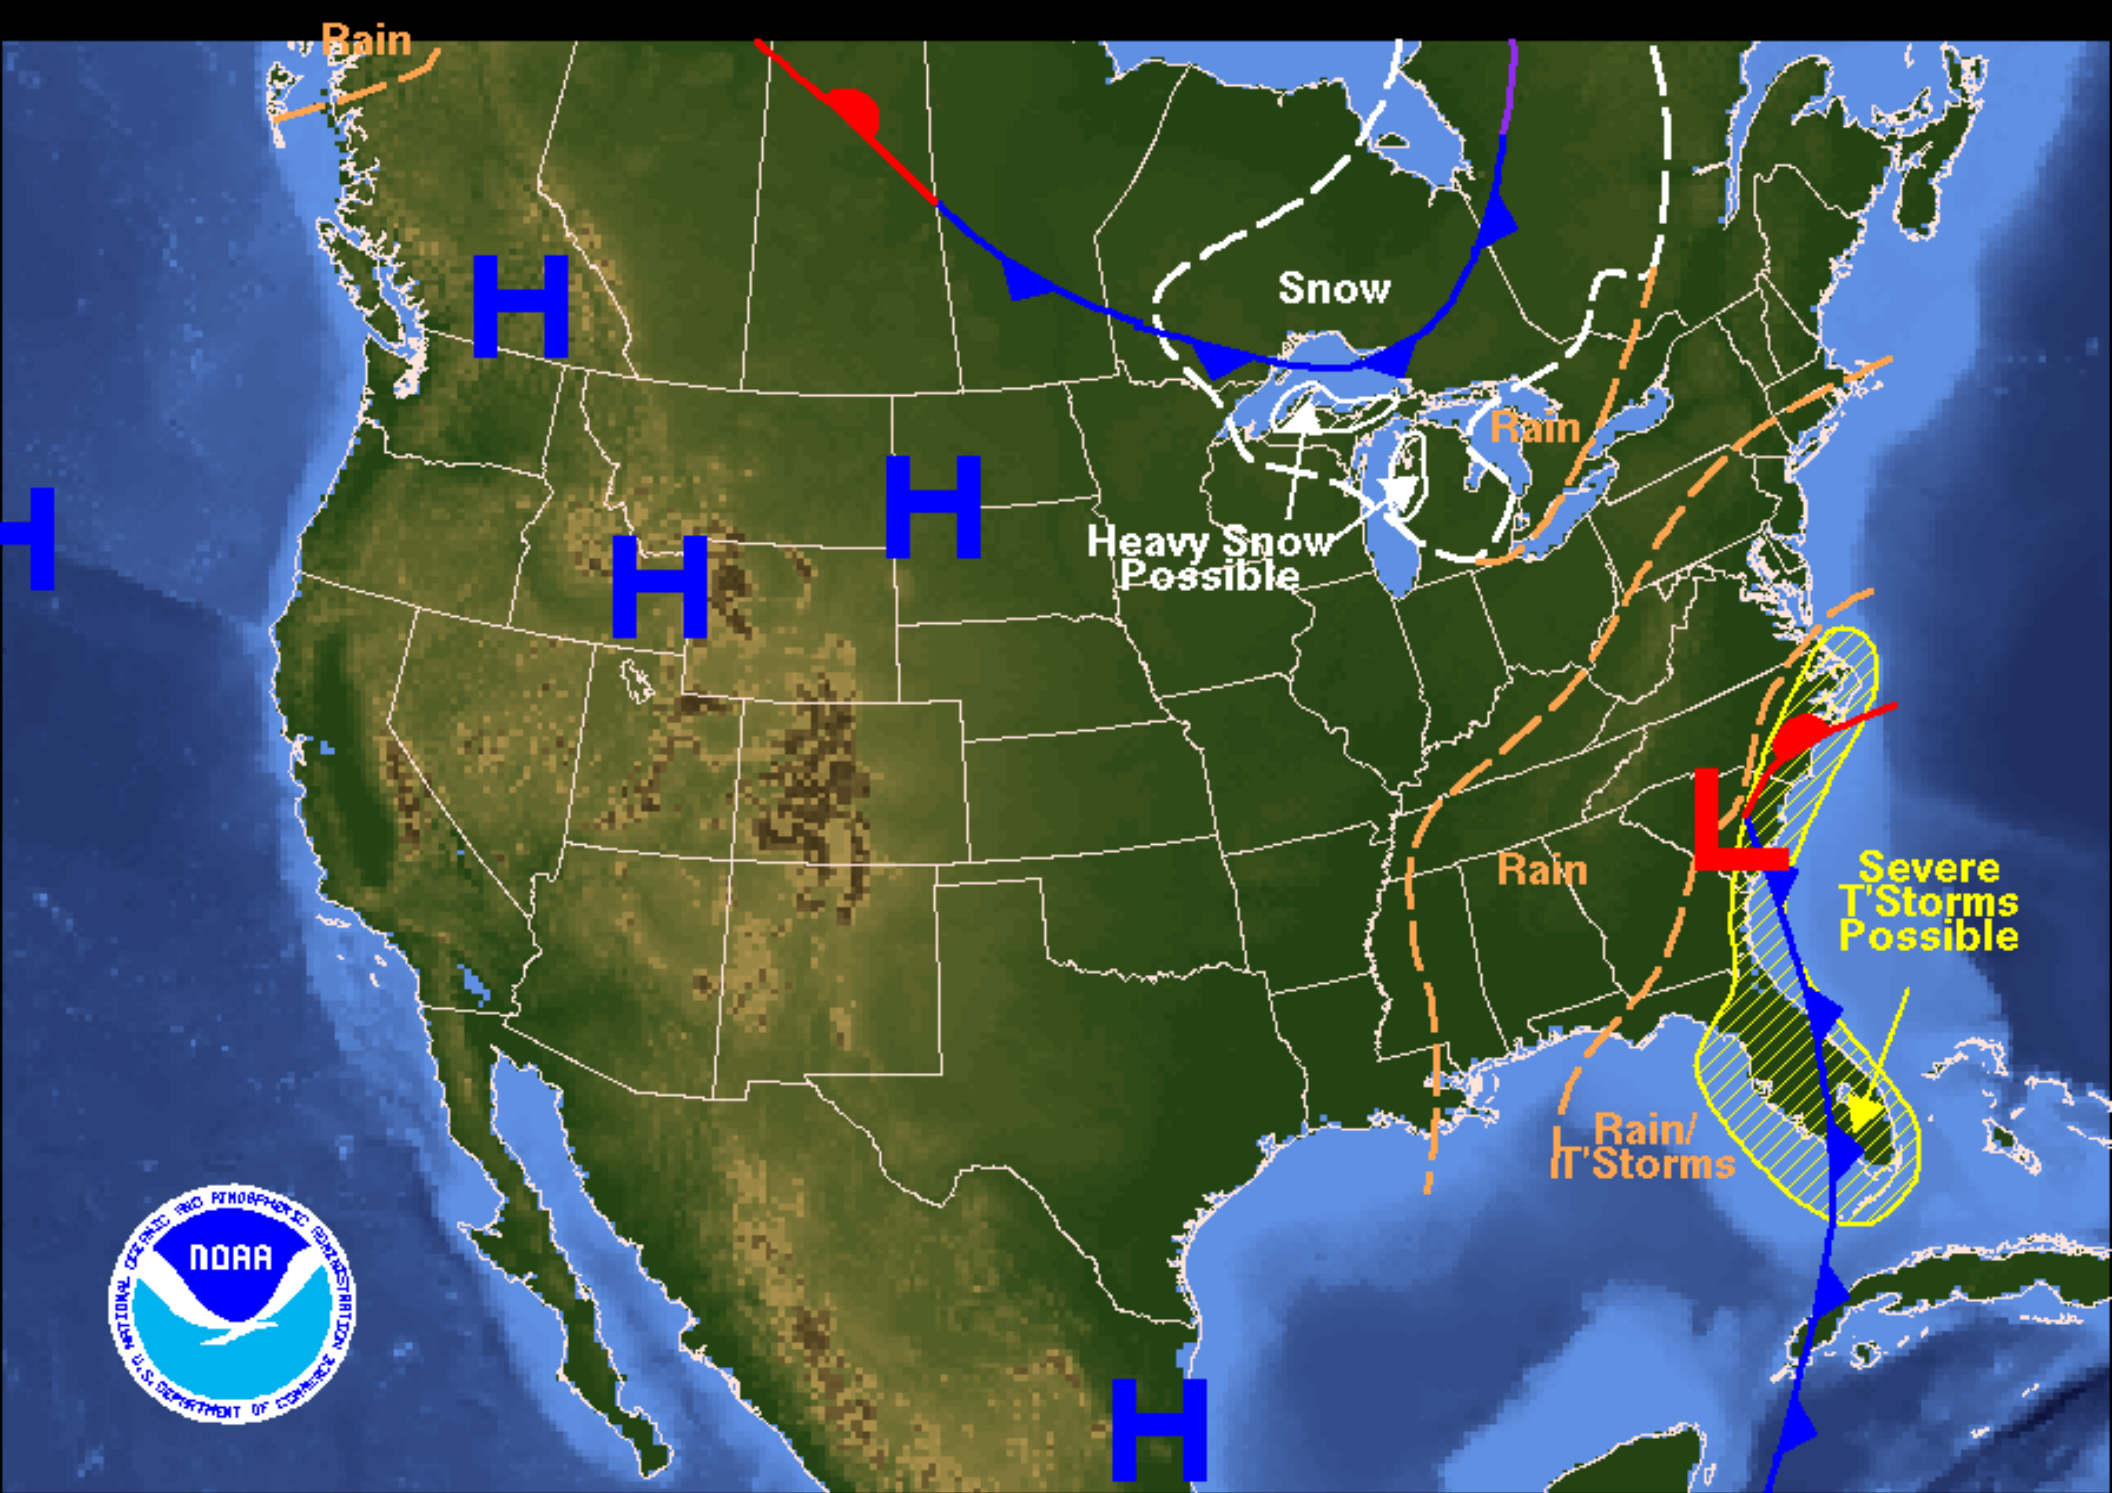 Rain
H
Snow
Rain
H
H
H
Heavy Snow
Possible
L
Severe
T'Storms
Possible
Rain
Rain/
T'Storms
H
NOAA
NATIONAL OCEANIC AND ATMOSPHERIC ADMINISTRATION
U.S. DEPARTMENT OF COMMERCE